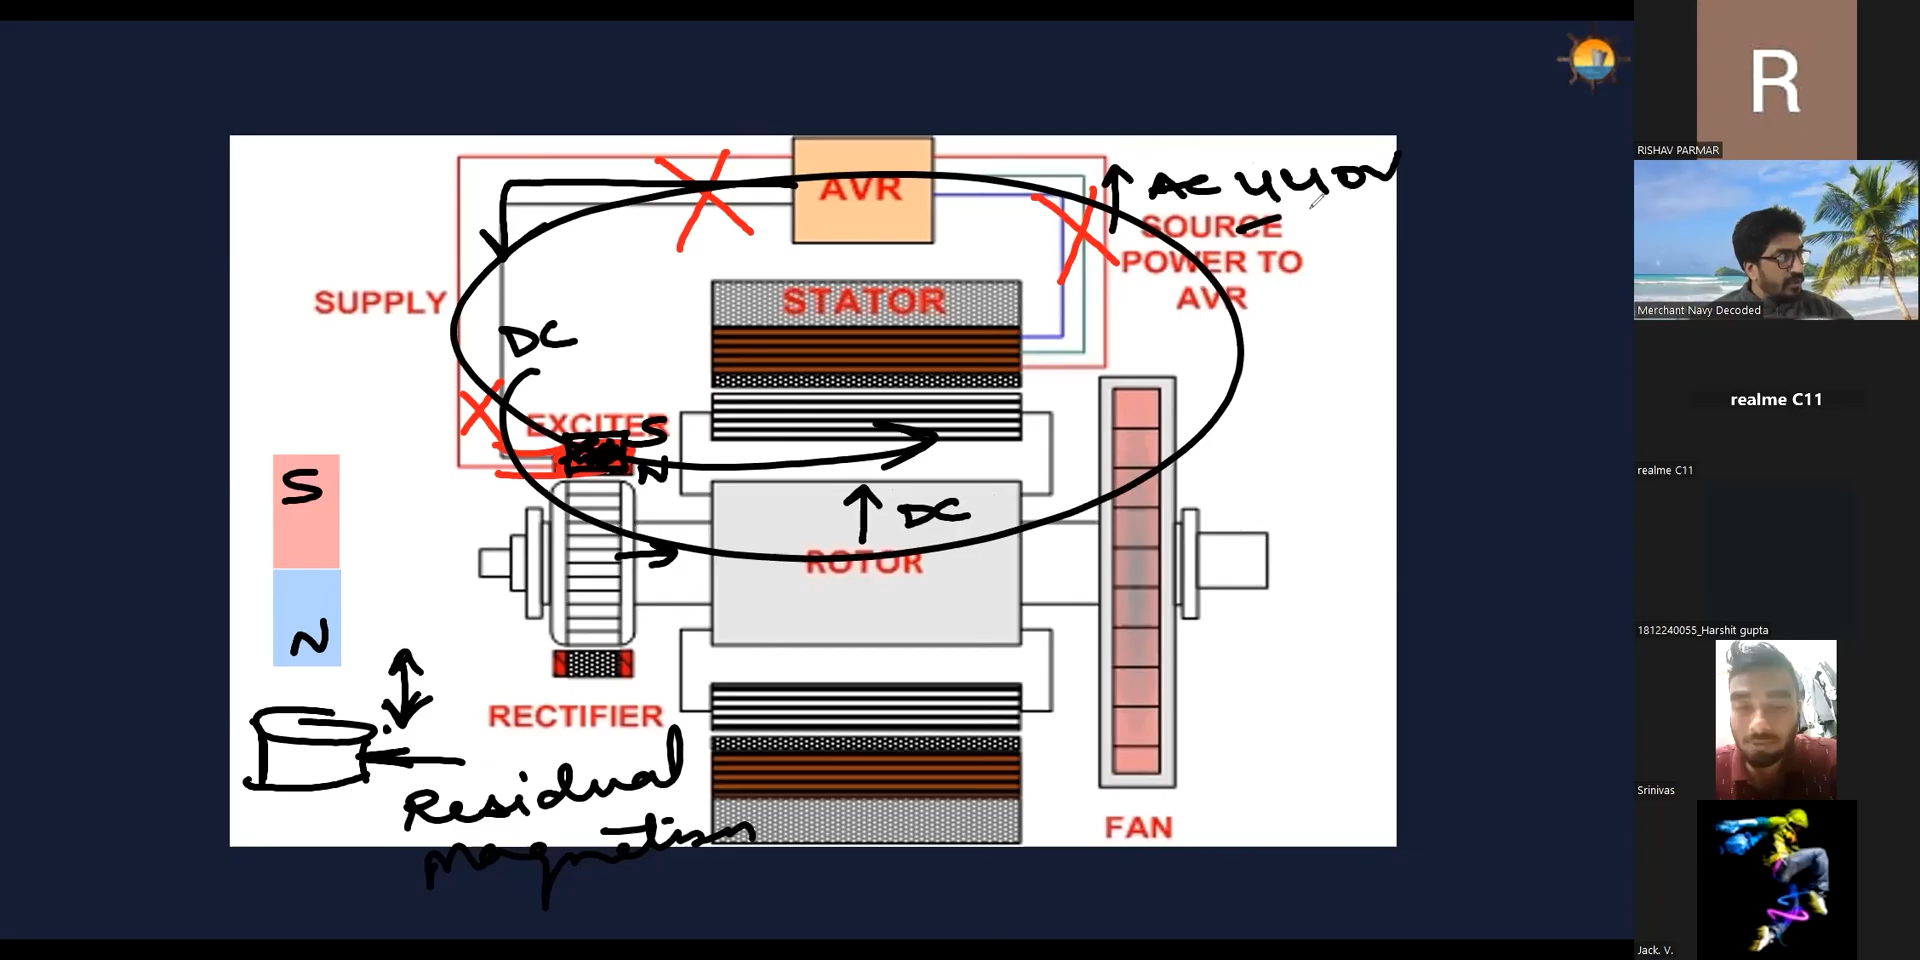 AVR
AC 440V
SOURCE
POWER TO
AVR
SUPPLY
STATOR
DC
EXCITER
S
N
S
DC
ROTOR
N
RECTIFIER
Residual
magnetism
FAN
R
RISHAV PARMAR
Merchant Navy Decoded
realme C11
realme C11
1812240055_Harshit gupta
Srinivas
Jack. V.